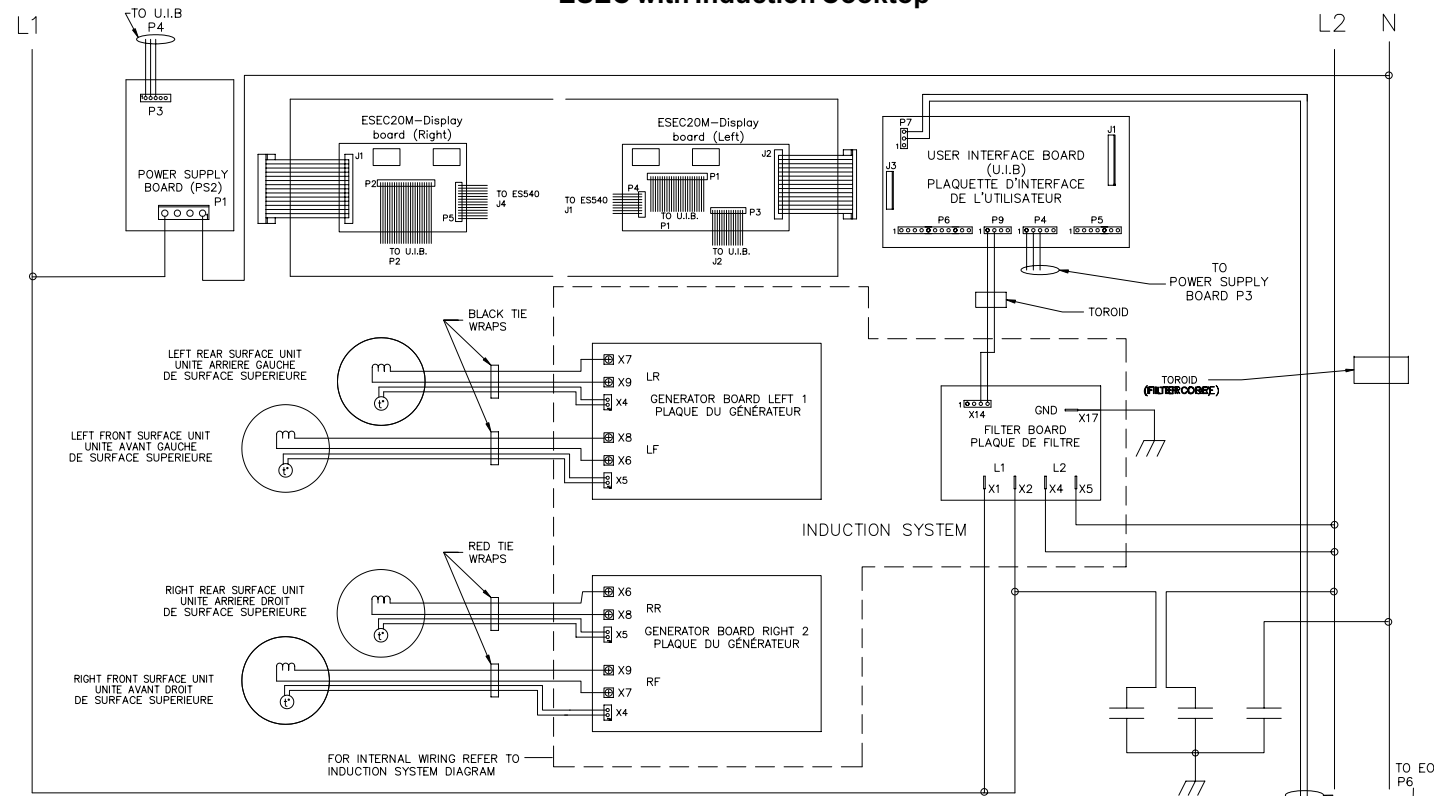 ESEC with Induction Cooktop
L1
TO U.I.B
P4
L2
N
P3
POWER SUPPLY
BOARD (PS2)
P1
ESEC20M-Display
board (Right)
J1
P2
P5
TO ES540
J4
TO U.I.B.
P2
ESEC20M-Display
board (Left)
J2
P4
P1
TO ES540
J1
TO U.I.B.
P1
P3
TO U.I.B.
J2
P7
1
J1
J3
USER INTERFACE BOARD
(U.I.B)
PLAQUETTE D'INTERFACE
DE L'UTILISATEUR
P6
P9
P4
P5
1
1
1
1
TO
POWER SUPPLY
BOARD P3
TOROID
BLACK TIE
WRAPS
LEFT REAR SURFACE UNIT
UNITE ARRIERE GAUCHE
DE SURFACE SUPERIEURE
t°
X7
LR
X9
X4
GENERATOR BOARD LEFT 1
PLAQUE DU GÉNÉRATEUR
LEFT FRONT SURFACE UNIT
UNITE AVANT GAUCHE
DE SURFACE SUPERIEURE
t°
X8
LF
X6
X5
TOROID
1
X14
GND
X17
FILTER BOARD
PLAQUE DE FILTRE
L1
L2
X1
X2
X4
X5
INDUCTION SYSTEM
RED TIE
WRAPS
RIGHT REAR SURFACE UNIT
UNITE ARRIERE DROIT
DE SURFACE SUPERIEURE
t°
X6
RR
X8
X5
GENERATOR BOARD RIGHT 2
PLAQUE DU GÉNÉRATEUR
RIGHT FRONT SURFACE UNIT
UNITE AVANT DROIT
DE SURFACE SUPERIEURE
t°
X9
RF
X7
X4
FOR INTERNAL WIRING REFER TO
INDUCTION SYSTEM DIAGRAM
TO EO
P6